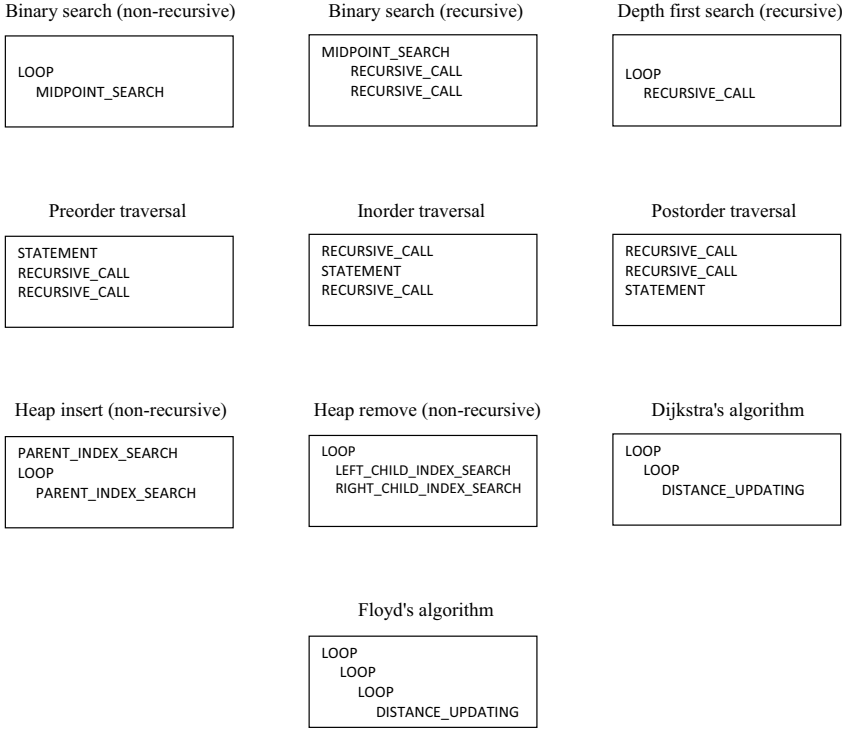 Binary search (non-recursive)
LOOP
MIDPOINT_SEARCH
Binary search (recursive)
MIDPOINT_SEARCH
RECURSIVE_CALL
RECURSIVE_CALL
Depth first search (recursive)
LOOP
RECURSIVE_CALL
Preorder traversal
STATEMENT
RECURSIVE_CALL
RECURSIVE_CALL
Inorder traversal
RECURSIVE_CALL
STATEMENT
RECURSIVE_CALL
Postorder traversal
RECURSIVE_CALL
RECURSIVE_CALL
STATEMENT
Heap insert (non-recursive)
PARENT_INDEX_SEARCH
LOOP
PARENT_INDEX_SEARCH
Heap remove (non-recursive)
LOOP
LEFT_CHILD_INDEX_SEARCH
RIGHT_CHILD_INDEX_SEARCH
Dijkstra's algorithm
LOOP
LOOP
DISTANCE_UPDATING
Floyd's algorithm
LOOP
LOOP
LOOP
DISTANCE_UPDATING